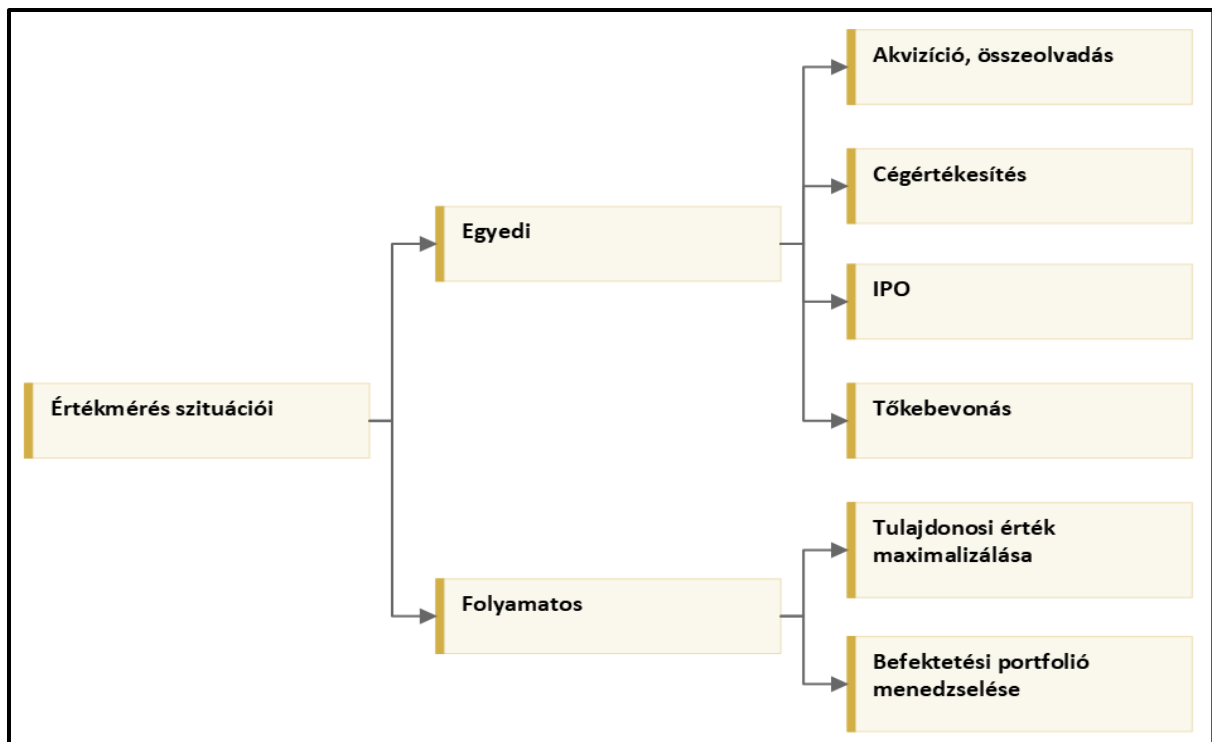 Értékmérés szituációi
Egyedi
Akvizíció, összeolvadás
Cégértékesítés
IPO
Tőkebevonás
Folyamatos
Tulajdonosi érték
maximalizálása
Befektetési portfolió
menedzselése